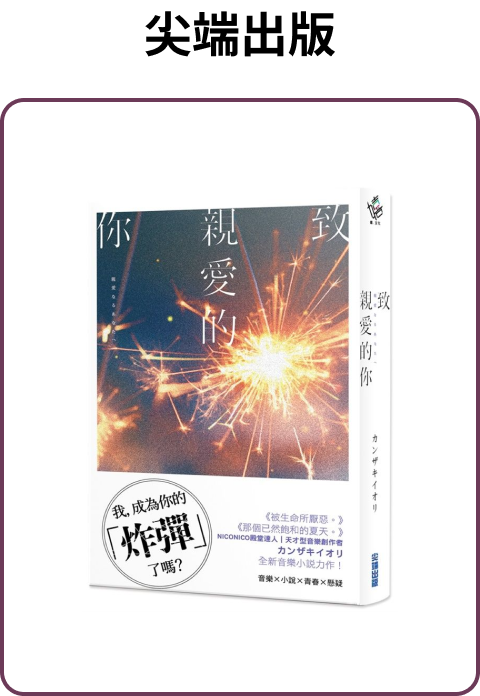 尖端出版
致
親愛的
你
致
親愛的你
カンザキイオリ
尖端出版
我,成為你的
「炸彈」
了嗎?
《被生命所厭惡。》
《那個已然飽和的夏天。》
NICONICO殿堂達人|天才型音樂創作者
カンザキイオリ
全新音樂小說力作!
音樂×小說×青春×懸疑